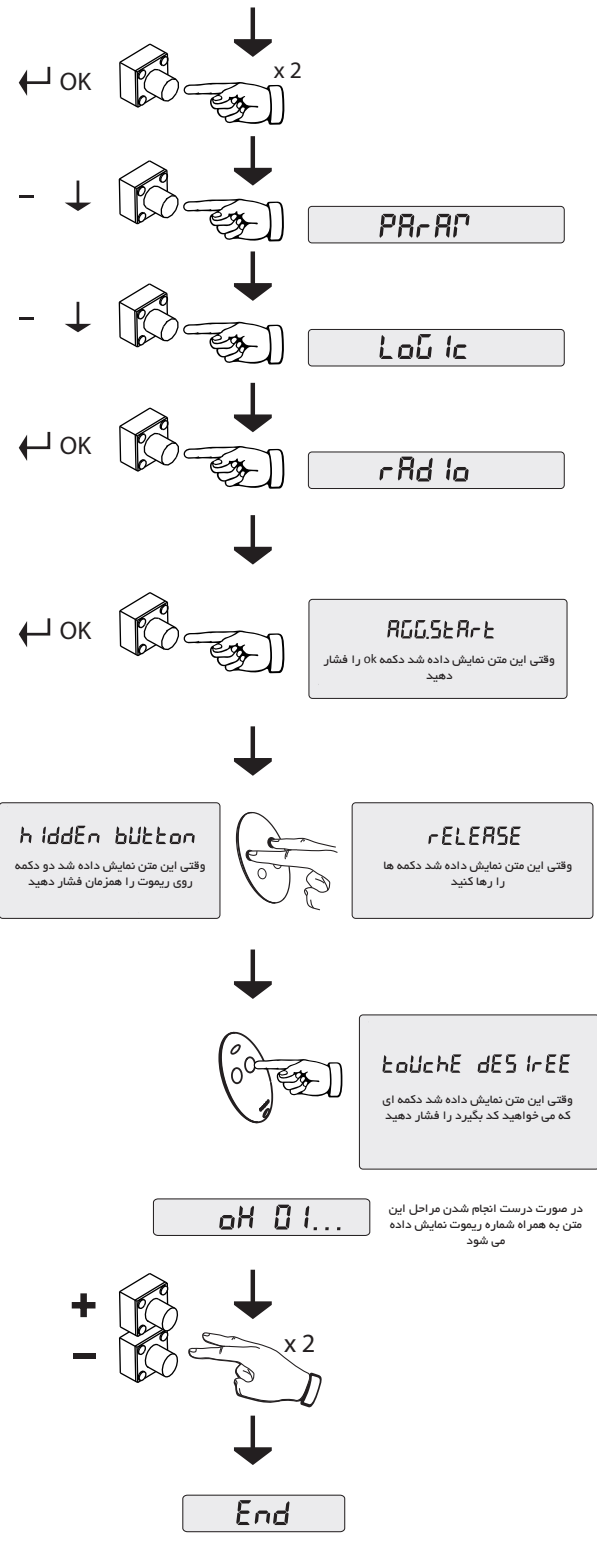 x 2
OK
-
PArAM
-
LoGIc
OK
rAdIo
OK
AGG.StArt
وقتی این متن نمایش داده شد دکمه ok را فشار
دهید
hIddEn bUtton
وقتی این متن نمایش داده شد دو دکمه
روی ریموت را همزمان فشار دهید
rELEASE
وقتی این متن نمایش داده شد دکمه ها
را رها کنید
toUchE dESIrEE
وقتی این متن نمایش داده شد دکمه ای
که می خواهید کد بگیرد را فشار دهید
oH 01...
در صورت درست انجام شدن مراحل این
متن به همراه شماره ریموت نمایش داده
می شود
+
-
x 2
End